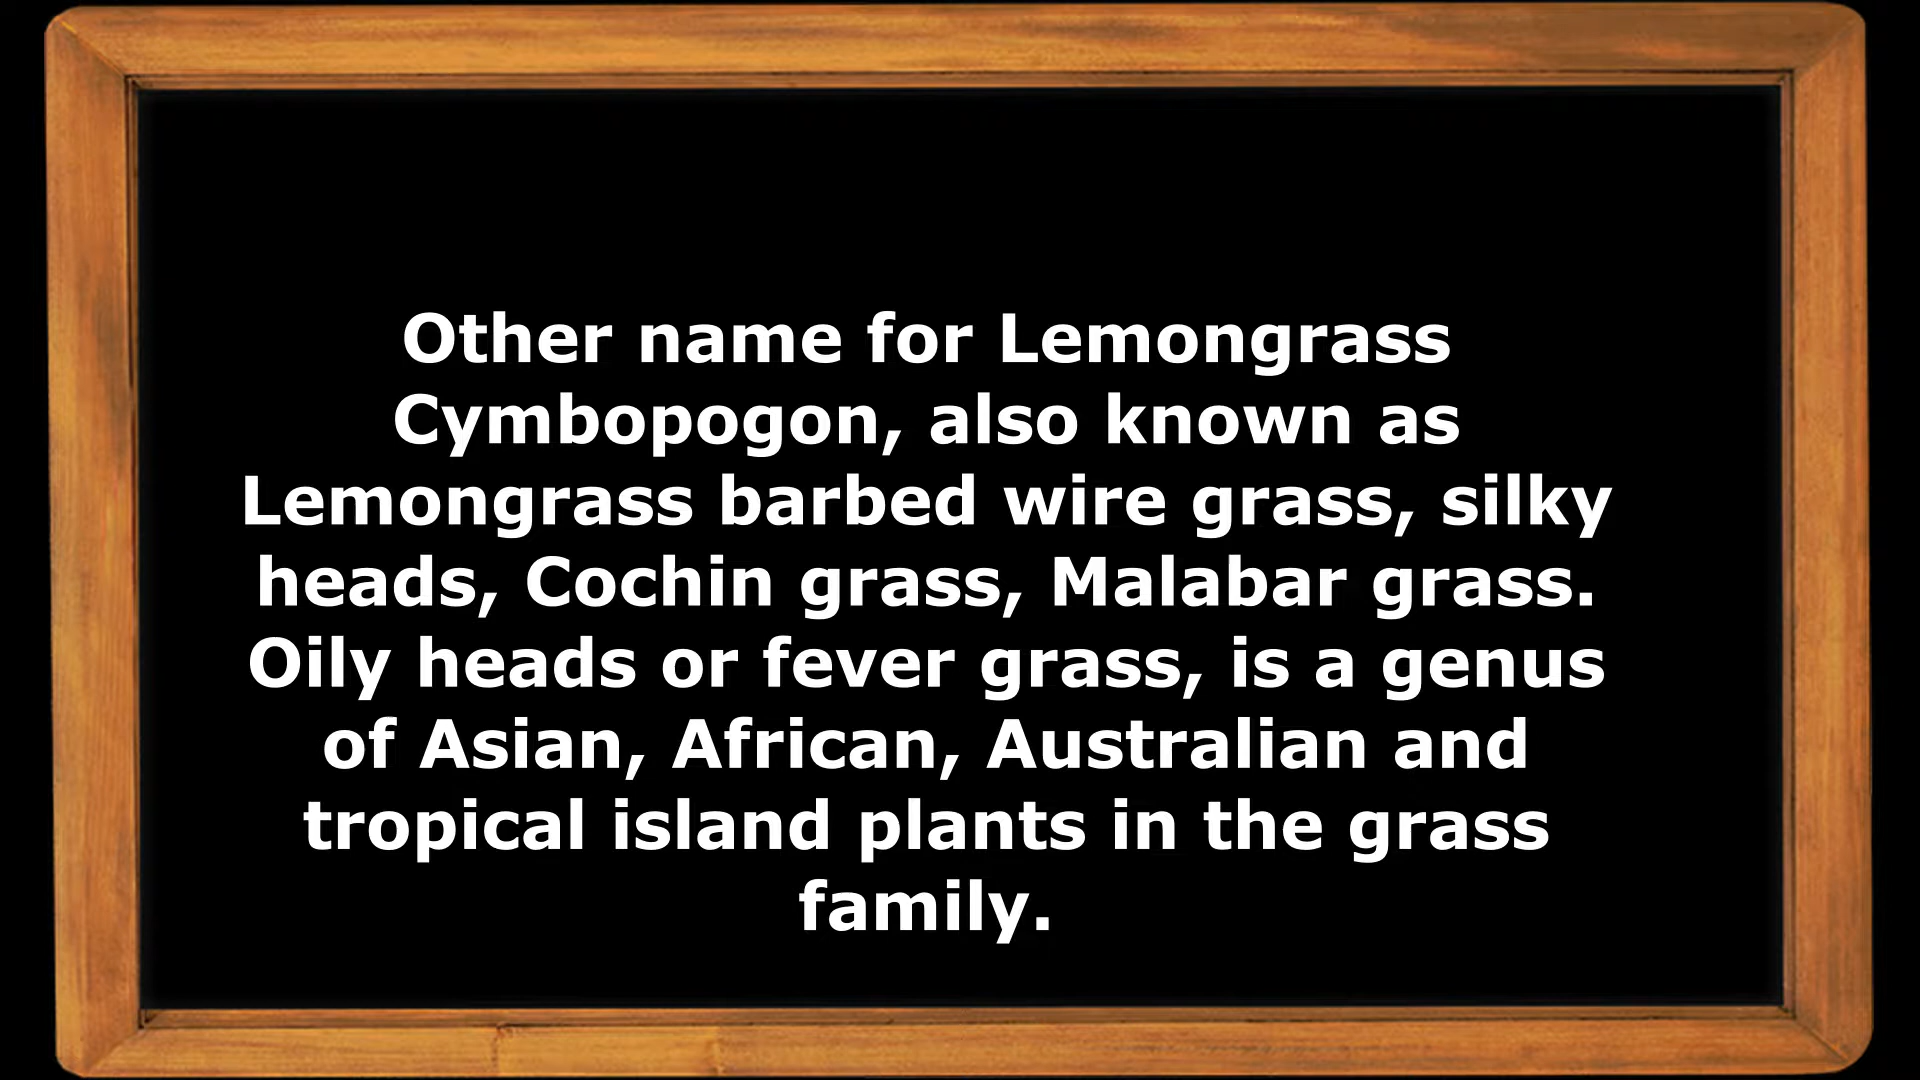 Other name for Lemongrass
Cymbopogon, also known as
Lemongrass barbed wire grass, silky
heads, Cochin grass, Malabar grass.
Oily heads or fever grass, is a genus
of Asian, African, Australian and
tropical island plants in the grass
family.